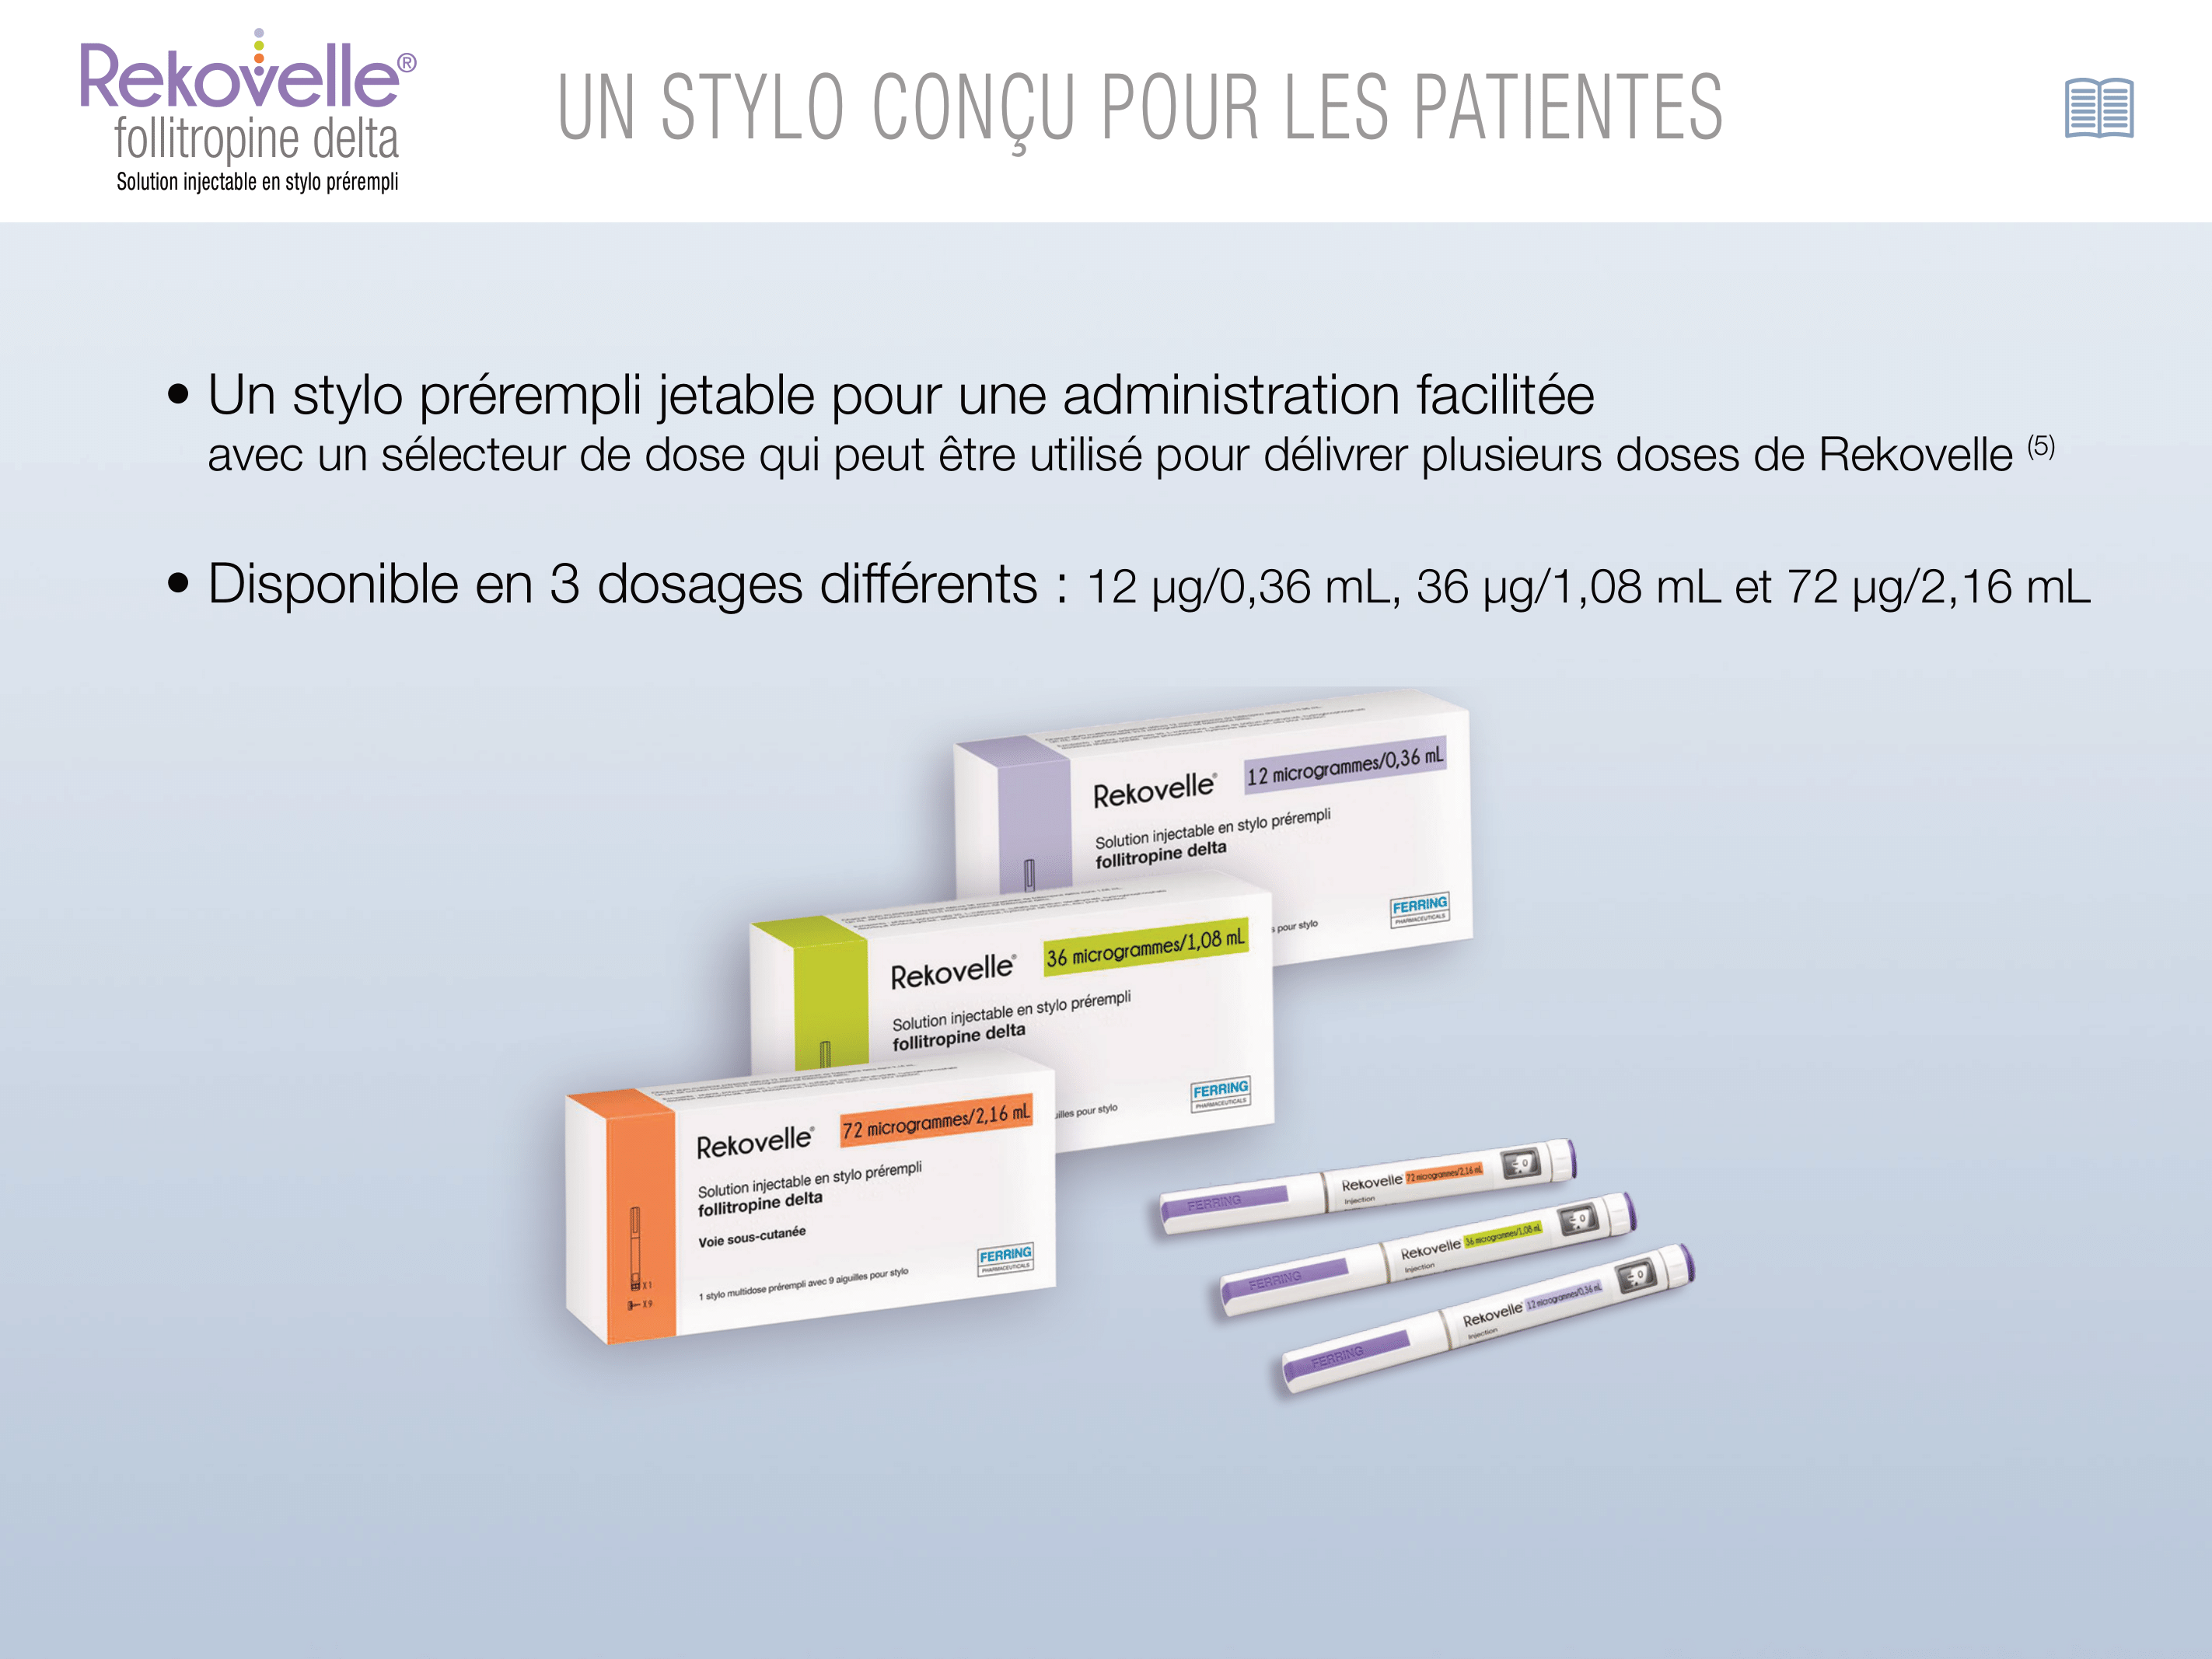 Rekovelle®
follitropine delta
Solution injectable en stylo prérempli
UN STYLO CONÇU POUR LES PATIENTES
• Un stylo prérempli jetable pour une administration facilitée
avec un sélecteur de dose qui peut être utilisé pour délivrer plusieurs doses de Rekovelle (5)
• Disponible en 3 dosages différents : 12 µg/0,36 mL, 36 µg/1,08 mL et 72 µg/2,16 mL
Rekovelle® 12 microgrammes/0,36 mL
Solution injectable en stylo prérempli
follitropine delta
pour stylo
FERRING
PHARMACEUTICALS
Rekovelle® 36 microgrammes/1,08 mL
Solution injectable en stylo prérempli
follitropine delta
pour stylo
FERRING
PHARMACEUTICALS
Rekovelle® 72 microgrammes/2,16 mL
Solution injectable en stylo prérempli
follitropine delta
Voie sous-cutanée
1 stylo multidose prérempli avec 9 aiguilles pour stylo
X1
X9
FERRING
PHARMACEUTICALS
FERRING Rekovelle 72 microgrammes/2,16 mL 0
Injection
FERRING Rekovelle 36 microgrammes/1,08 mL 0
Injection
FERRING Rekovelle 12 microgrammes/0,36 mL 0
Injection